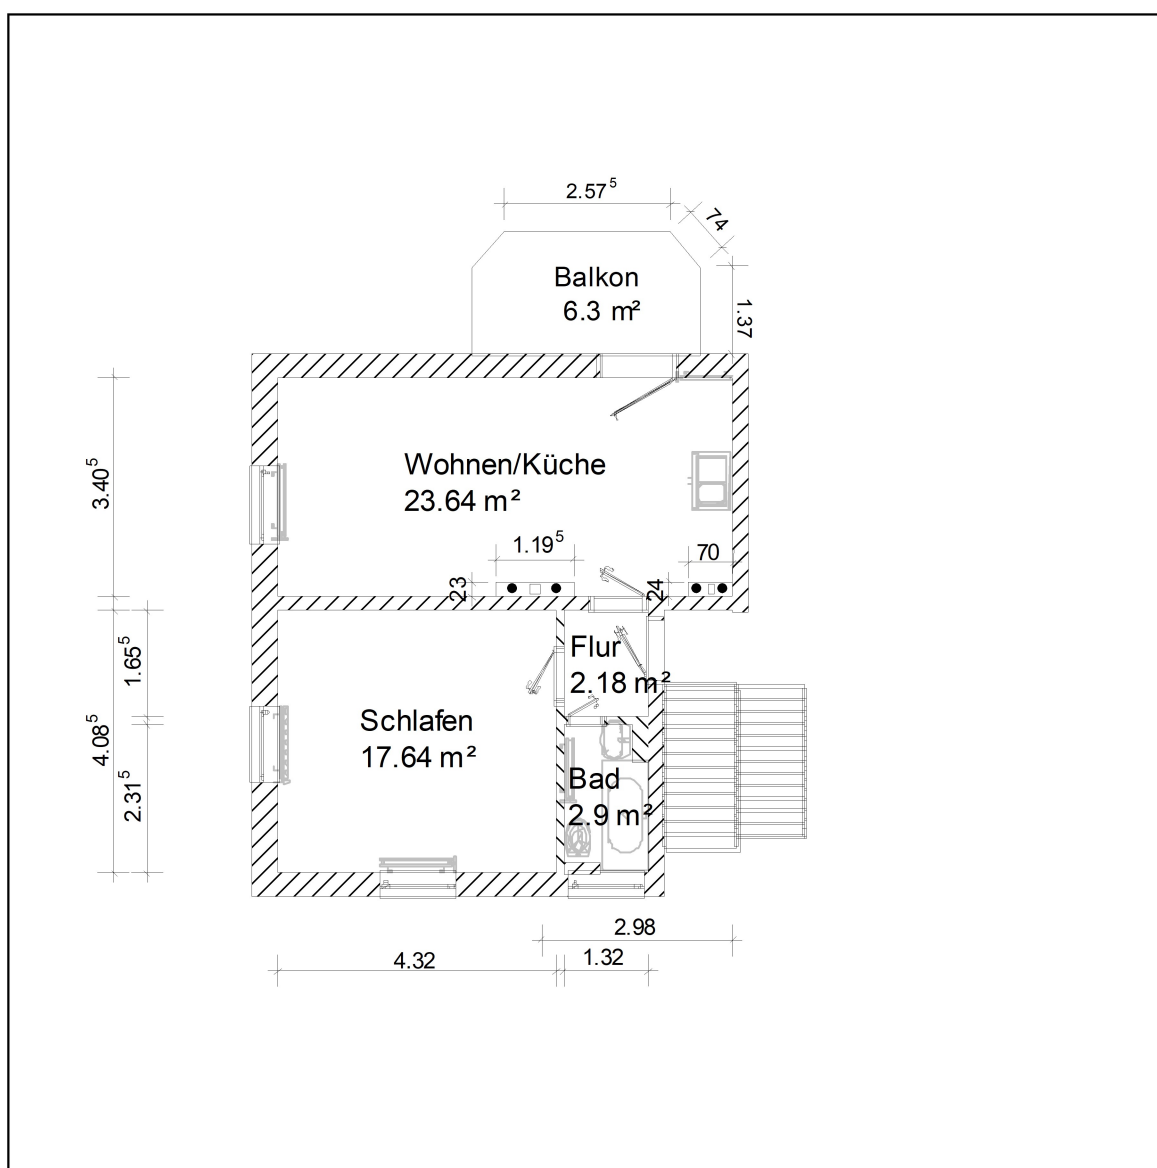 2.57⁵
74
Balkon
6.3 m²
1.37
3.40⁵
Wohnen/Küche
23.64 m²
1.19⁵
70
23
24
1.65⁵
Flur
2.18 m²
4.08⁵
Schlafen
17.64 m²
2.31⁵
Bad
2.9 m²
2.98
4.32
1.32